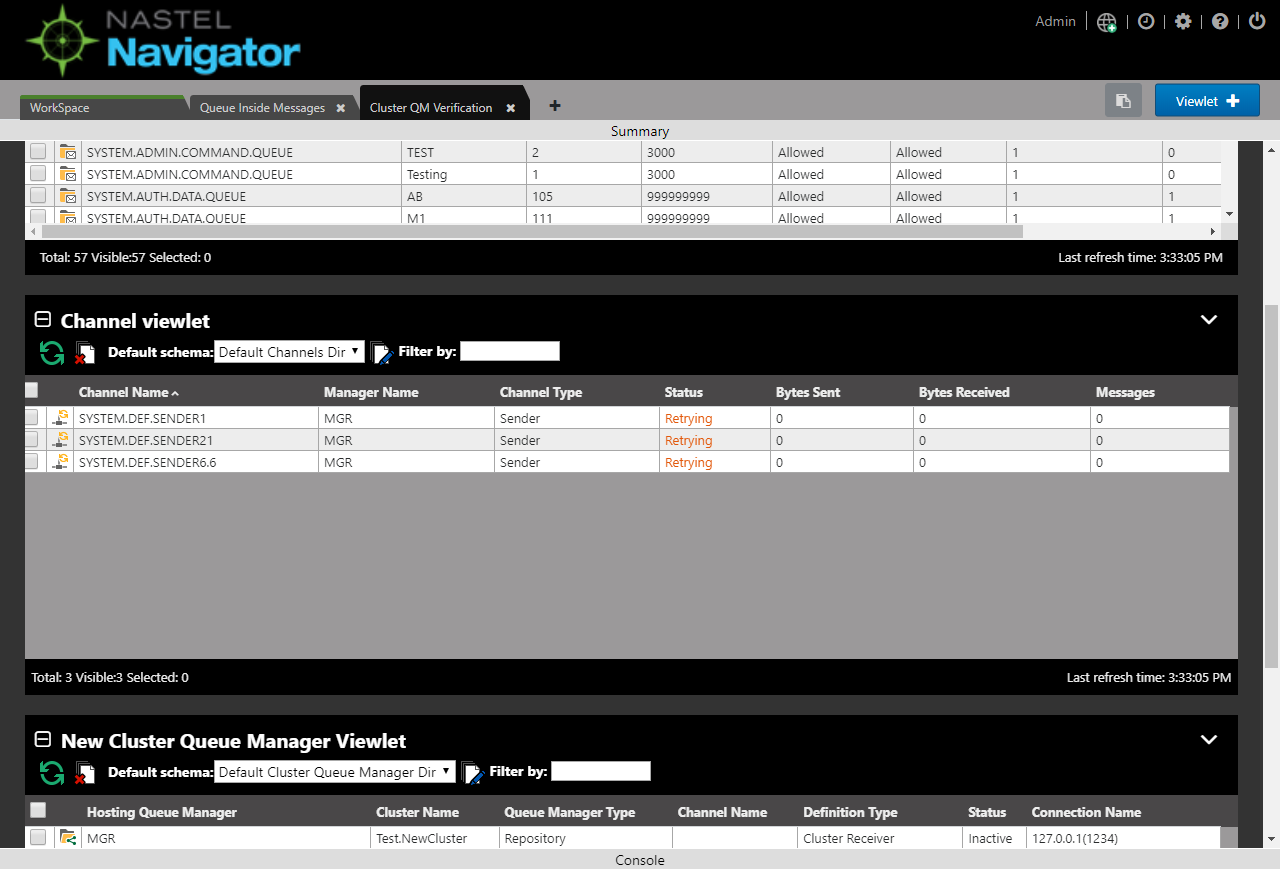 NASTEL
Navigator
Admin
WorkSpace
Queue Inside Messages
Cluster QM Verification
Viewlet
Summary
SYSTEM.ADMIN.COMMAND.QUEUE TEST 2 3000 Allowed Allowed 1 0
SYSTEM.ADMIN.COMMAND.QUEUE Testing 1 3000 Allowed Allowed 1 0
SYSTEM.AUTH.DATA.QUEUE AB 105 999999999 Allowed Allowed 1 1
SYSTEM.AUTH.DATA.QUEUE M1 111 999999999 Allowed Allowed 1 1
Total: 57 Visible:57 Selected: 0 Last refresh time: 3:33:05 PM
Channel viewlet
Default schema: Default Channels Dir Filter by:
Channel Name Manager Name Channel Type Status Bytes Sent Bytes Received Messages
SYSTEM.DEF.SENDER1 MGR Sender Retrying 0 0 0
SYSTEM.DEF.SENDER21 MGR Sender Retrying 0 0 0
SYSTEM.DEF.SENDER6.6 MGR Sender Retrying 0 0 0
Total: 3 Visible:3 Selected: 0 Last refresh time: 3:33:05 PM
New Cluster Queue Manager Viewlet
Default schema: Default Cluster Queue Manager Dir Filter by:
Hosting Queue Manager Cluster Name Queue Manager Type Channel Name Definition Type Status Connection Name
MGR Test.NewCluster Repository Cluster Receiver Inactive 127.0.0.1(1234)
Console